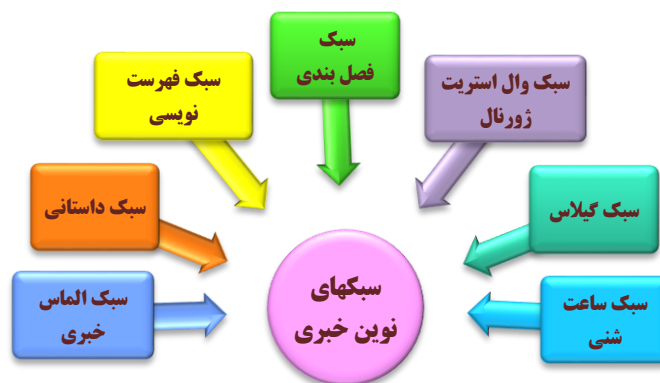 سبک
فصل بندی
سبک وال استریت
ژورنال
سبک فهرست
نویسی
سبک گیلاس
سبک داستانی
سبک ساعت
شنی
سبک الماس
خبری
سبکهای
نوین خبری